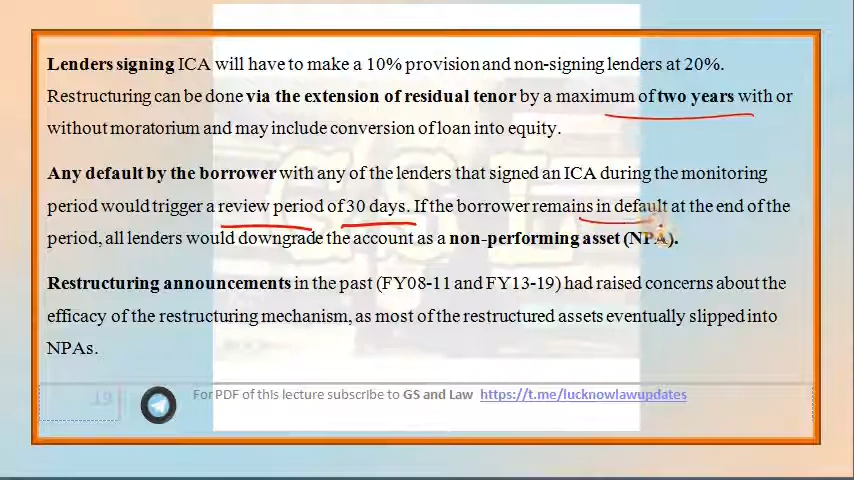 Lenders signing ICA will have to make a 10% provision and non-signing lenders at 20%.
Restructuring can be done via the extension of residual tenor by a maximum of two years with or
without moratorium and may include conversion of loan into equity.
Any default by the borrower with any of the lenders that signed an ICA during the monitoring
period would trigger a review period of 30 days. If the borrower remains in default at the end of the
period, all lenders would downgrade the account as a non-performing asset (NPA).
Restructuring announcements in the past (FY08-11 and FY13-19) had raised concerns about the
efficacy of the restructuring mechanism, as most of the restructured assets eventually slipped into
NPAs.
For PDF of this lecture subscribe to GS and Law https://t.me/lucknowlawupdates